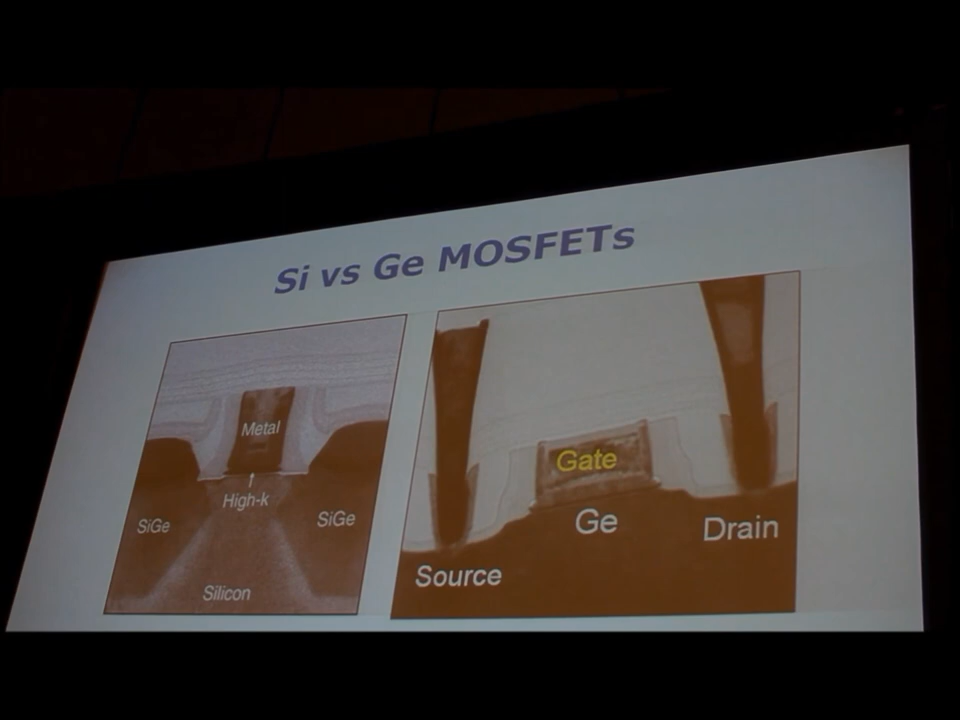 Si vs Ge MOSFETs
Metal
High-k
SiGe
SiGe
Silicon
Gate
Ge
Drain
Source